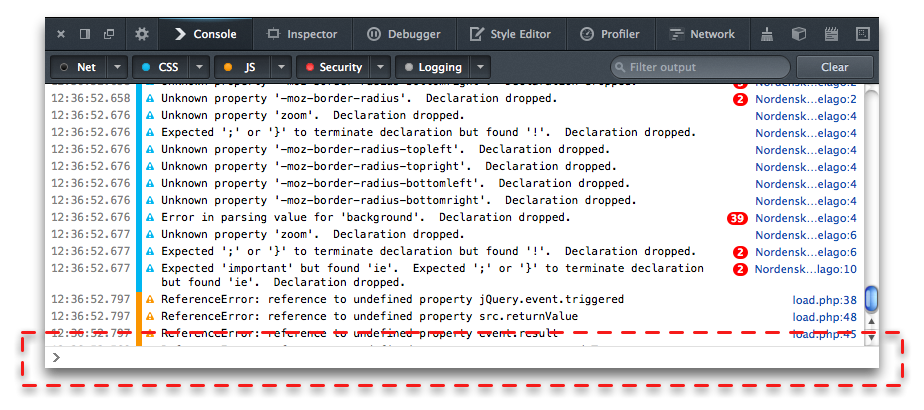 Console Inspector Debugger Style Editor Profiler Network
Net CSS JS Security Logging Filter output Clear
12:36:52.658 Unknown property '-moz-border-radius'.  Declaration dropped. 2 Nordensk…elago:2
12:36:52.676 Unknown property 'zoom'.  Declaration dropped. Nordensk…elago:4
12:36:52.676 Expected ';' or '}' to terminate declaration but found '!'.  Declaration dropped. Nordensk…elago:4
12:36:52.676 Unknown property '-moz-border-radius-topleft'.  Declaration dropped. Nordensk…elago:4
12:36:52.676 Unknown property '-moz-border-radius-topright'.  Declaration dropped. Nordensk…elago:4
12:36:52.676 Unknown property '-moz-border-radius-bottomleft'.  Declaration dropped. Nordensk…elago:4
12:36:52.676 Unknown property '-moz-border-radius-bottomright'.  Declaration dropped. Nordensk…elago:4
12:36:52.676 Error in parsing value for 'background'.  Declaration dropped. 39 Nordensk…elago:4
12:36:52.677 Unknown property 'zoom'.  Declaration dropped. Nordensk…elago:6
12:36:52.677 Expected ';' or '}' to terminate declaration but found '!'.  Declaration dropped. 2 Nordensk…elago:6
12:36:52.677 Expected 'important' but found 'ie'.  Expected ';' or '}' to terminate declaration 2 Nordensk…lago:10
but found 'ie'.  Declaration dropped.
12:36:52.797 ReferenceError: reference to undefined property jQuery.event.triggered load.php:38
12:36:52.797 ReferenceError: reference to undefined property src.returnValue load.php:48
12:36:52.797 ReferenceError: reference to undefined property event.result load.php:45